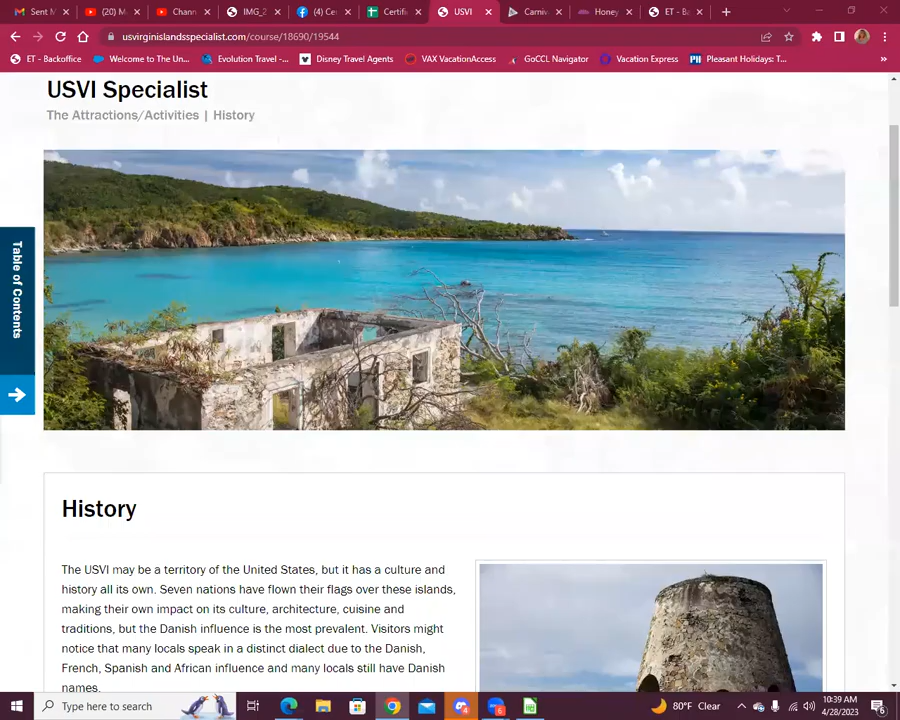 Sent M
(20) M
Chann
IMG_2
(4) Ce
Certific
USVI
Carniv
Honey
ET - Ba
usvirginislandsspecialist.com/course/18690/19544
ET - Backoffice
Welcome to The Un...
Evolution Travel -...
Disney Travel Agents
VAX VacationAccess
GoCCL Navigator
Vacation Express
Pleasant Holidays: T...
»
USVI Specialist
The Attractions/Activities | History
Table of Contents
History
The USVI may be a territory of the United States, but it has a culture and
history all its own. Seven nations have flown their flags over these islands,
making their own impact on its culture, architecture, cuisine and
traditions, but the Danish influence is the most prevalent. Visitors might
notice that many locals speak in a distinct dialect due to the Danish,
French, Spanish and African influence and many locals still have Danish
names.
Type here to search
80°F Clear
10:39 AM
4/28/2023